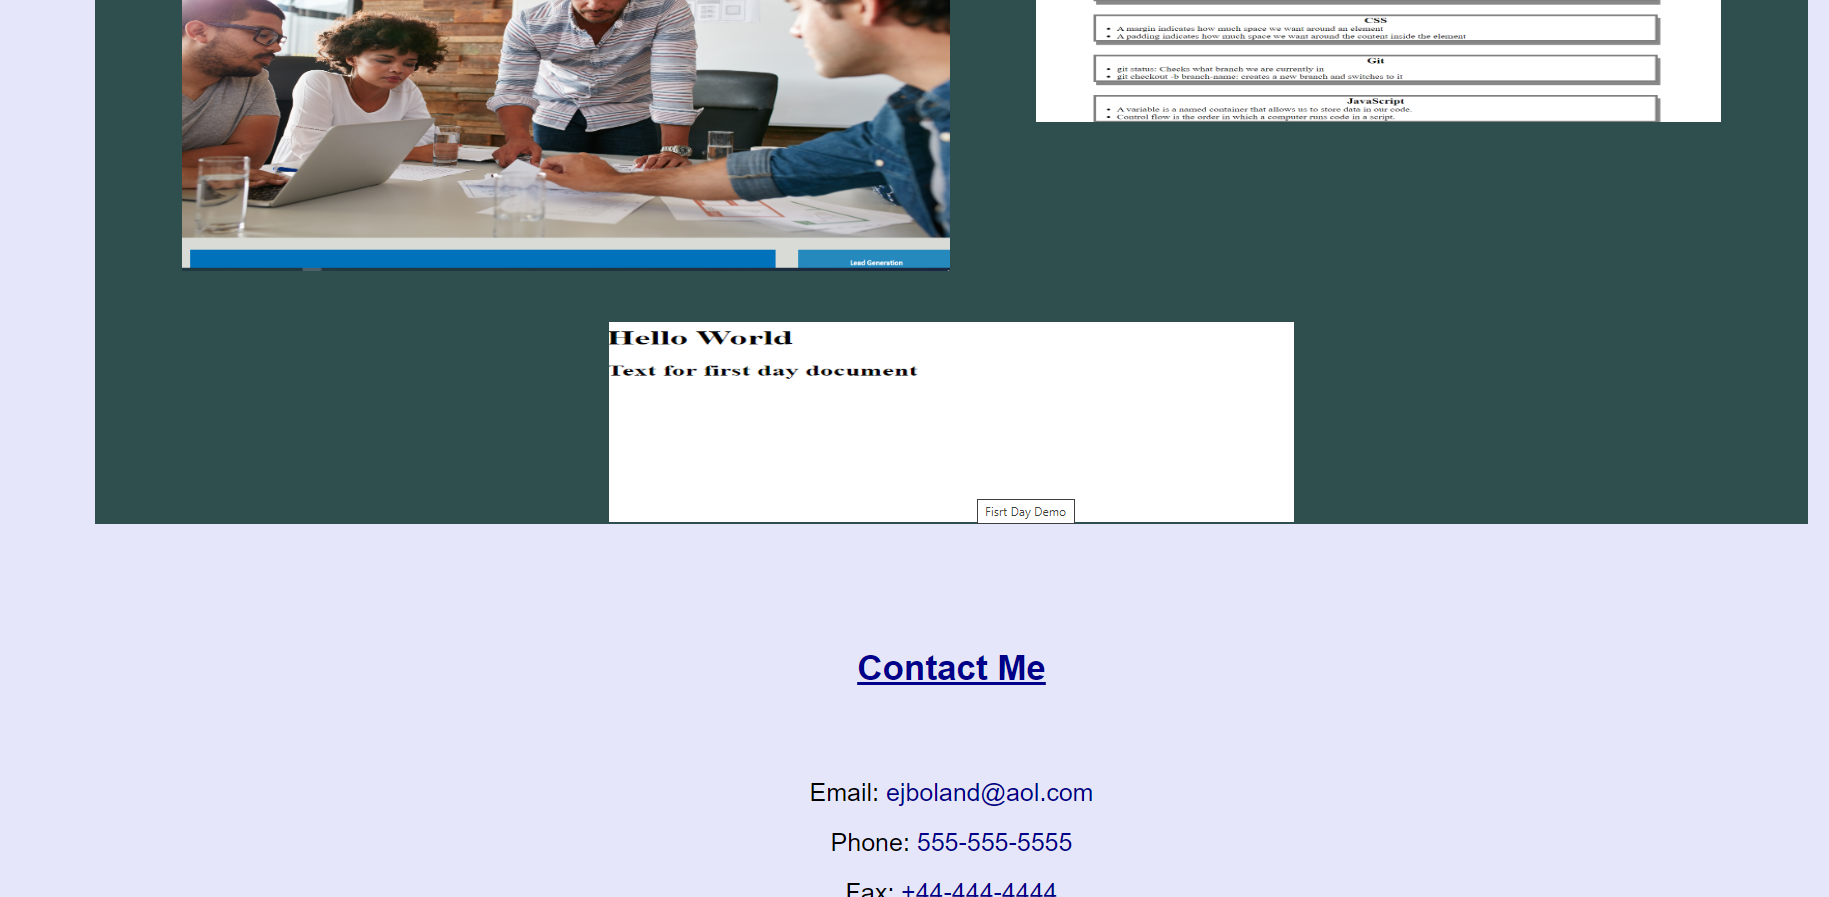 CSS
A margin indicates how much space we want around an element
A padding indicates how much space we want around the content inside the element
Git
git status: Checks what branch we are currently in
git checkout -b branch-name: creates a new branch and switches to it
JavaScript
A variable is a named container that allows us to store data in our code.
Control flow is the order in which a computer runs code in a script.
Lead Generation
Hello World
Text for first day document
Fisrt Day Demo
Contact Me
Email: ejboland@aol.com
Phone: 555-555-5555
Fax: +44-444-4444